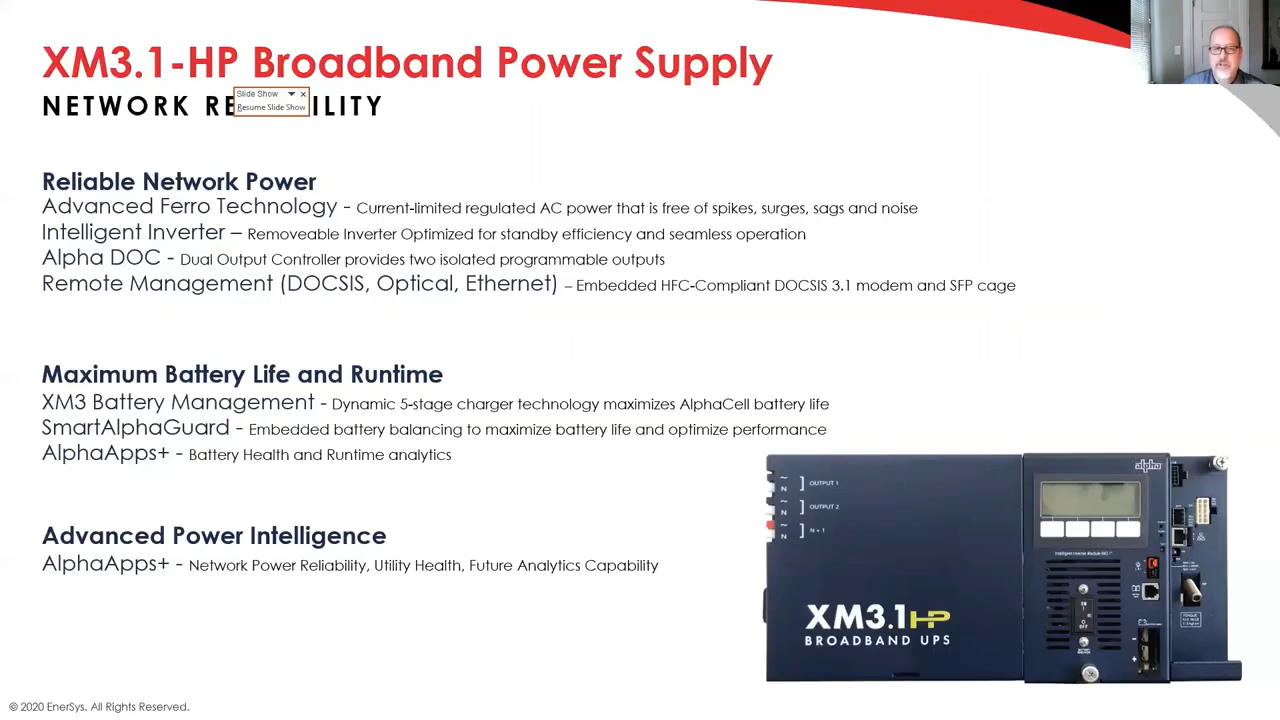 XM3.1-HP Broadband Power Supply
NETWORK RE ILITY
Slide Show
Resume Slide Show
Reliable Network Power
Advanced Ferro Technology - Current-limited regulated AC power that is free of spikes, surges, sags and noise
Intelligent Inverter – Removeable Inverter Optimized for standby efficiency and seamless operation
Alpha DOC - Dual Output Controller provides two isolated programmable outputs
Remote Management (DOCSIS, Optical, Ethernet) – Embedded HFC-Compliant DOCSIS 3.1 modem and SFP cage
Maximum Battery Life and Runtime
XM3 Battery Management - Dynamic 5-stage charger technology maximizes AlphaCell battery life
SmartAlphaGuard - Embedded battery balancing to maximize battery life and optimize performance
AlphaApps+ - Battery Health and Runtime analytics
Advanced Power Intelligence
AlphaApps+ - Network Power Reliability, Utility Health, Future Analytics Capability
alpha
N
OUTPUT 1
N
OUTPUT 2
N
N + 1
XM3.1HP
BROADBAND UPS
© 2020 EnerSys. All Rights Reserved.